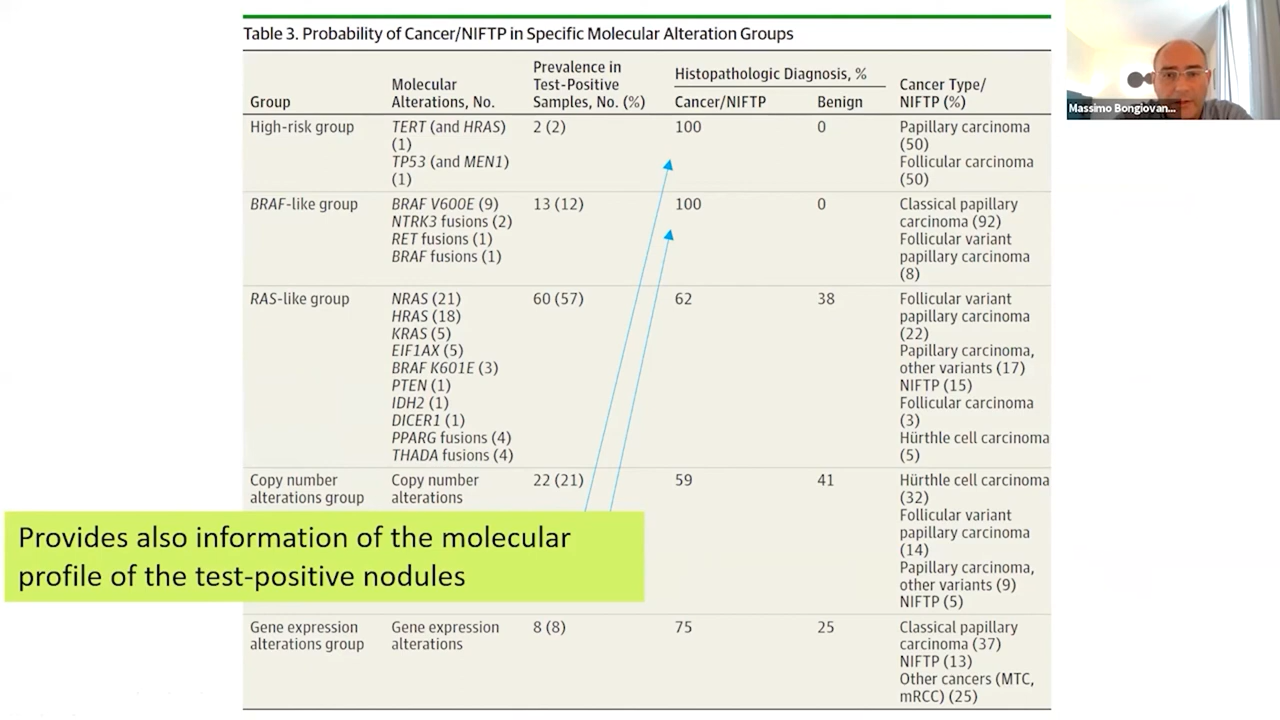 Table 3. Probability of Cancer/NIFTP in Specific Molecular Alteration Groups
Group
Molecular
Alterations, No.
Prevalence in
Test-Positive
Samples, No. (%)
Histopathologic Diagnosis, %
Cancer/NIFTP
Benign
Cancer Type/
NIFTP (%)
High-risk group
TERT (and HRAS)
(1)
TP53 (and MEN1)
(1)
2 (2)
100
0
Papillary carcinoma
(50)
Follicular carcinoma
(50)
BRAF-like group
BRAF V600E (9)
NTRK3 fusions (2)
RET fusions (1)
BRAF fusions (1)
13 (12)
100
0
Classical papillary
carcinoma (92)
Follicular variant
papillary carcinoma
(8)
RAS-like group
NRAS (21)
HRAS (18)
KRAS (5)
EIF1AX (5)
BRAF K601E (3)
PTEN (1)
IDH2 (1)
DICER1 (1)
PPARG fusions (4)
THADA fusions (4)
60 (57)
62
38
Follicular variant
papillary carcinoma
(22)
Papillary carcinoma,
other variants (17)
NIFTP (15)
Follicular carcinoma
(3)
Hürthle cell carcinoma
(5)
Copy number
alterations group
Copy number
alterations
22 (21)
59
41
Hürthle cell carcinoma
(32)
Follicular variant
papillary carcinoma
(14)
Papillary carcinoma,
other variants (9)
NIFTP (5)
Provides also information of the molecular
profile of the test-positive nodules
Gene expression
alterations group
Gene expression
alterations
8 (8)
75
25
Classical papillary
carcinoma (37)
NIFTP (13)
Other cancers (MTC,
mRCC) (25)
Massimo Bongiovan...